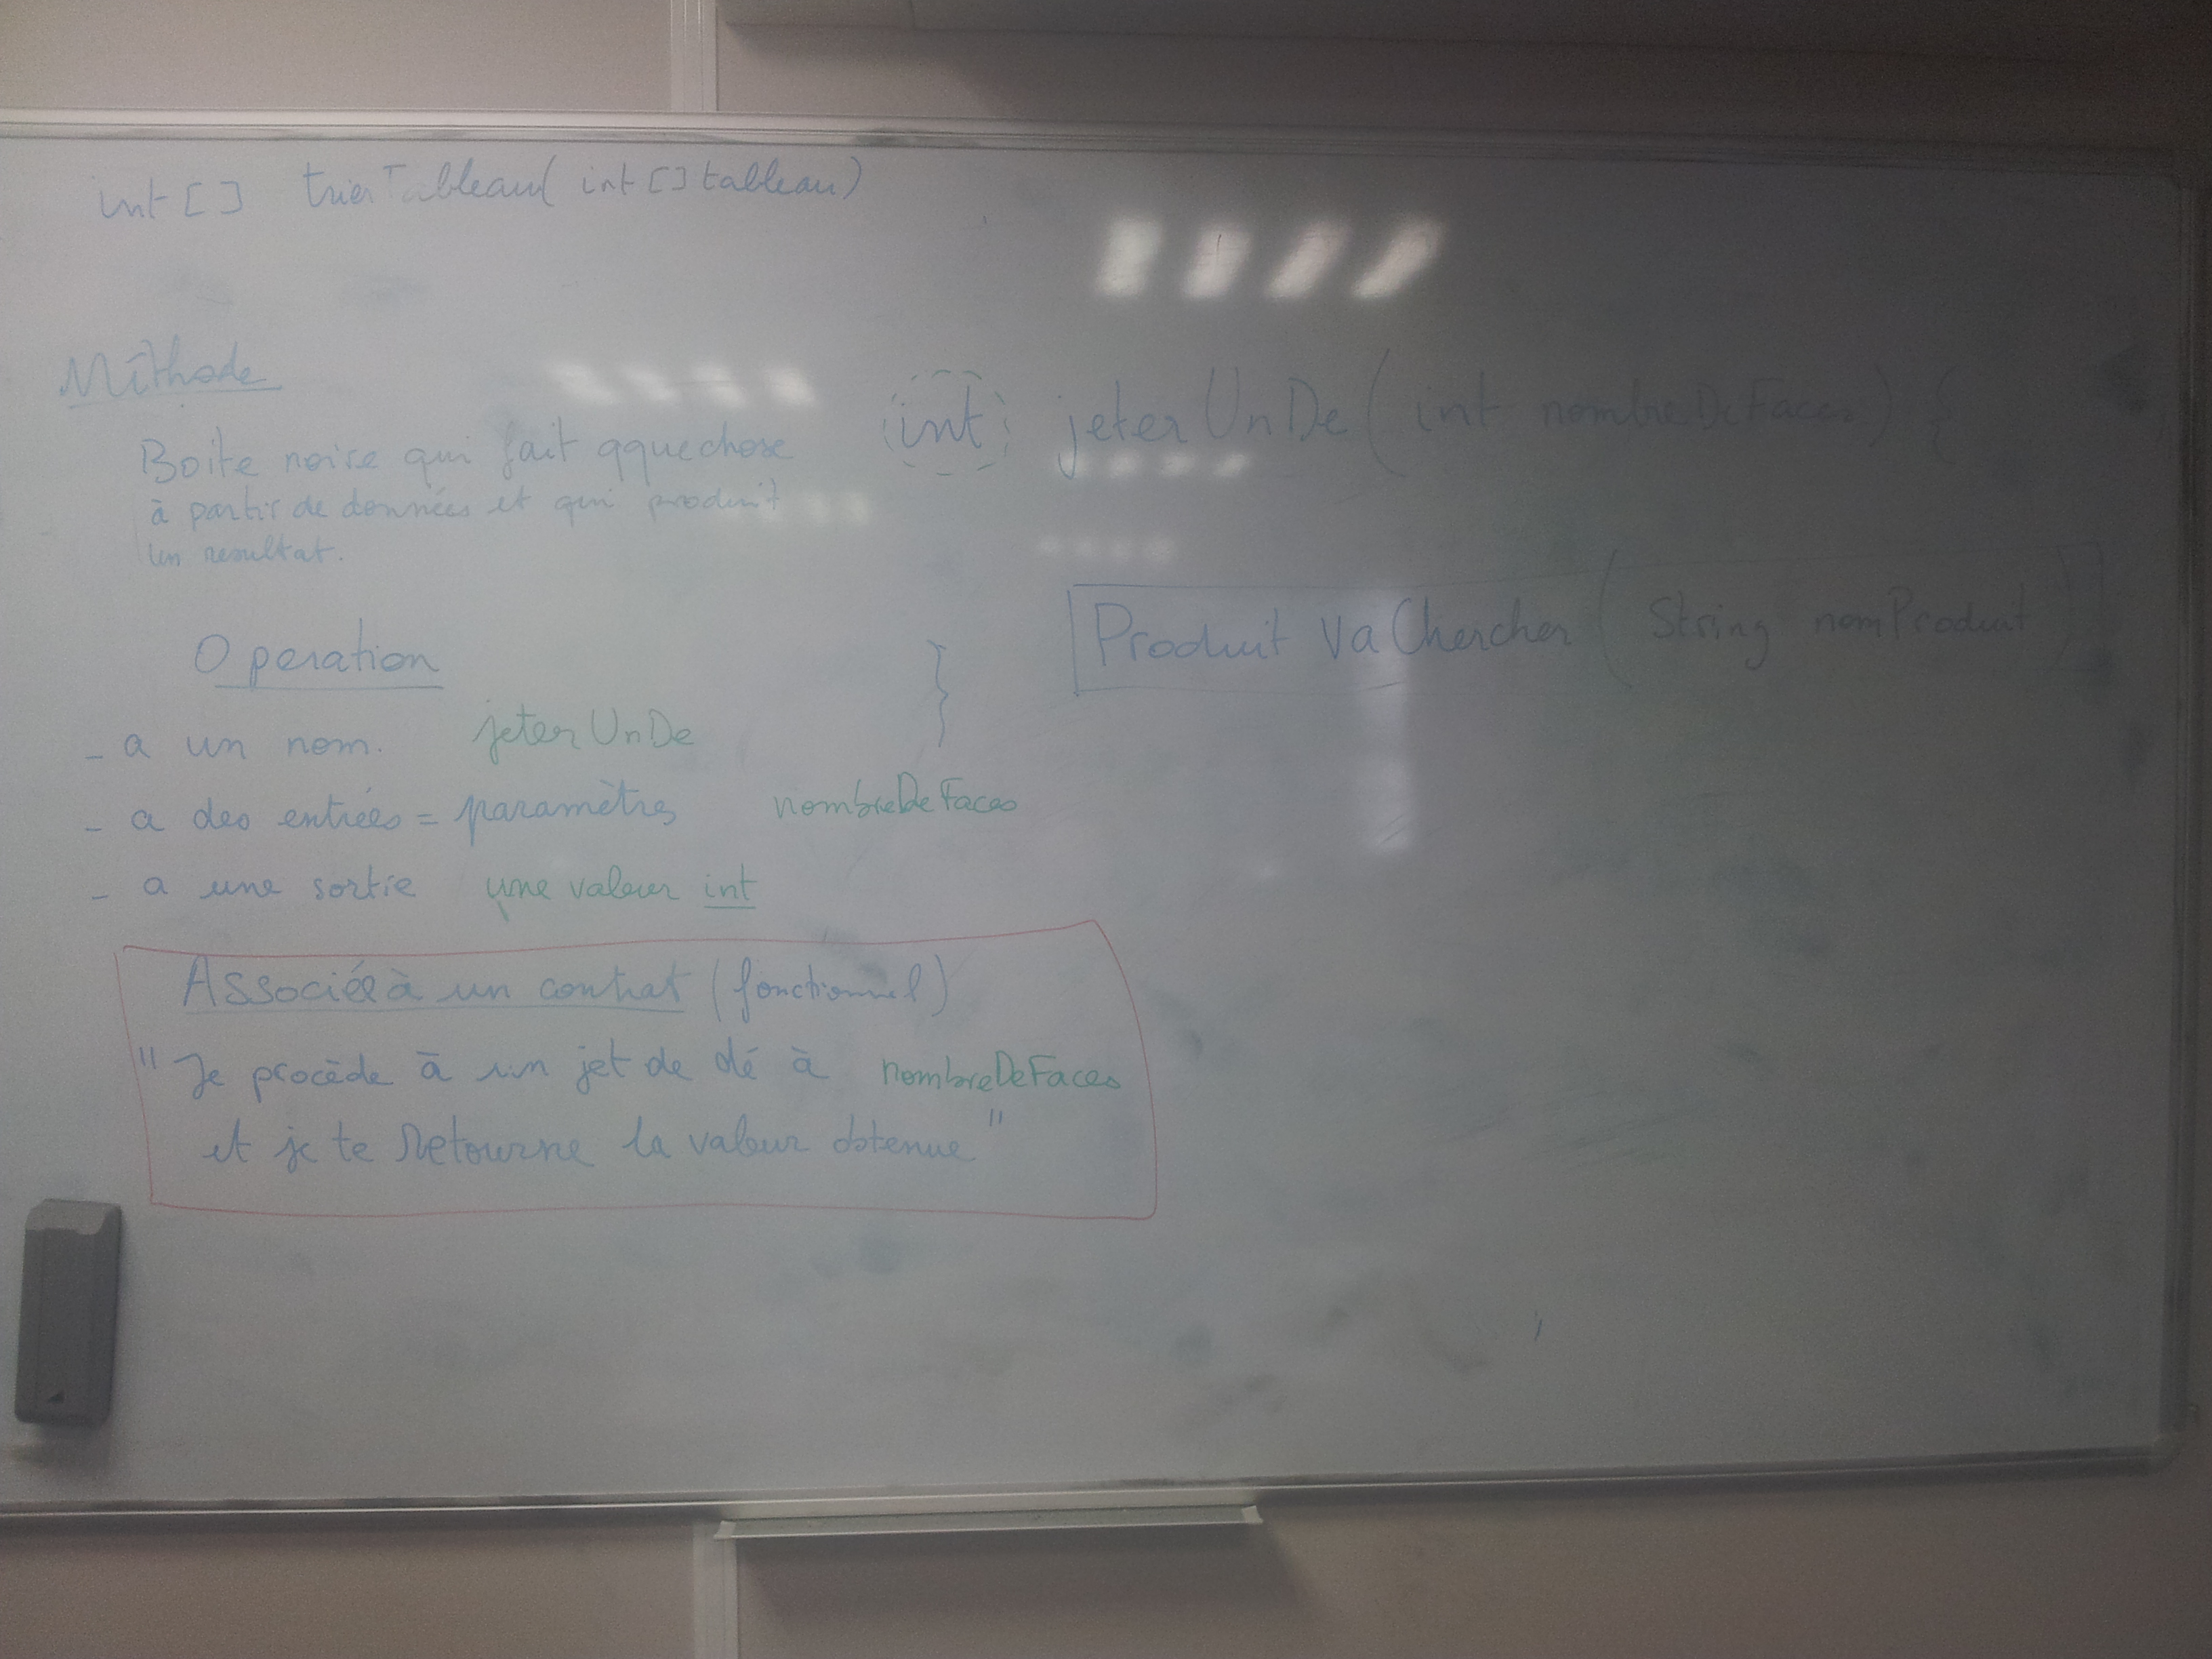 int [] trierTableau( int [] tableau)
Méthode
Boite noire qui fait qquechose
à partir de données et qui produit
un resultat.
int jeterUnDe ( int nombreDeFaces ) {
Produit vaChercher ( String nomProduit )
Operation
}
- a un nom. jeterUnDe
- a des entrées = paramètres nombreDeFaces
- a une sortie une valeur int
Associée à un contrat (fonctionnel)
"Je procède à un jet de dé à nombreDeFaces
et je te retourne la valeur obtenue"